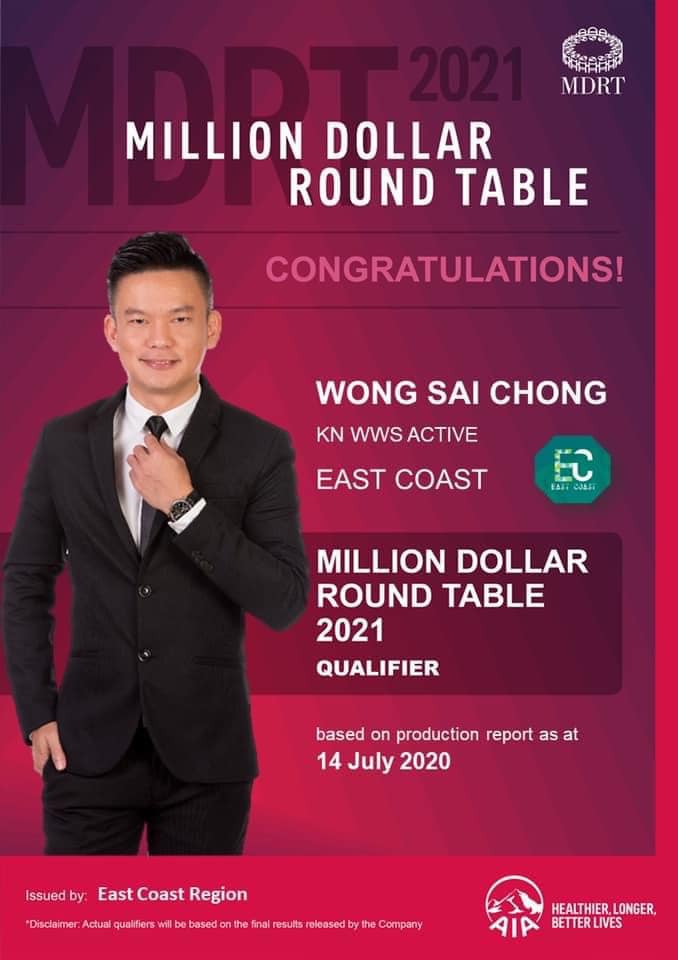 MDRT 2021
MDRT
MILLION DOLLAR
ROUND TABLE
CONGRATULATIONS!
WONG SAI CHONG
KN WWS ACTIVE
EAST COAST
EC
EAST COAST
MILLION DOLLAR
ROUND TABLE
2021
QUALIFIER
based on production report as at
14 July 2020
Issued by: East Coast Region
*Disclaimer: Actual qualifiers will be based on the final results released by the Company
AIA
HEALTHIER, LONGER,
BETTER LIVES